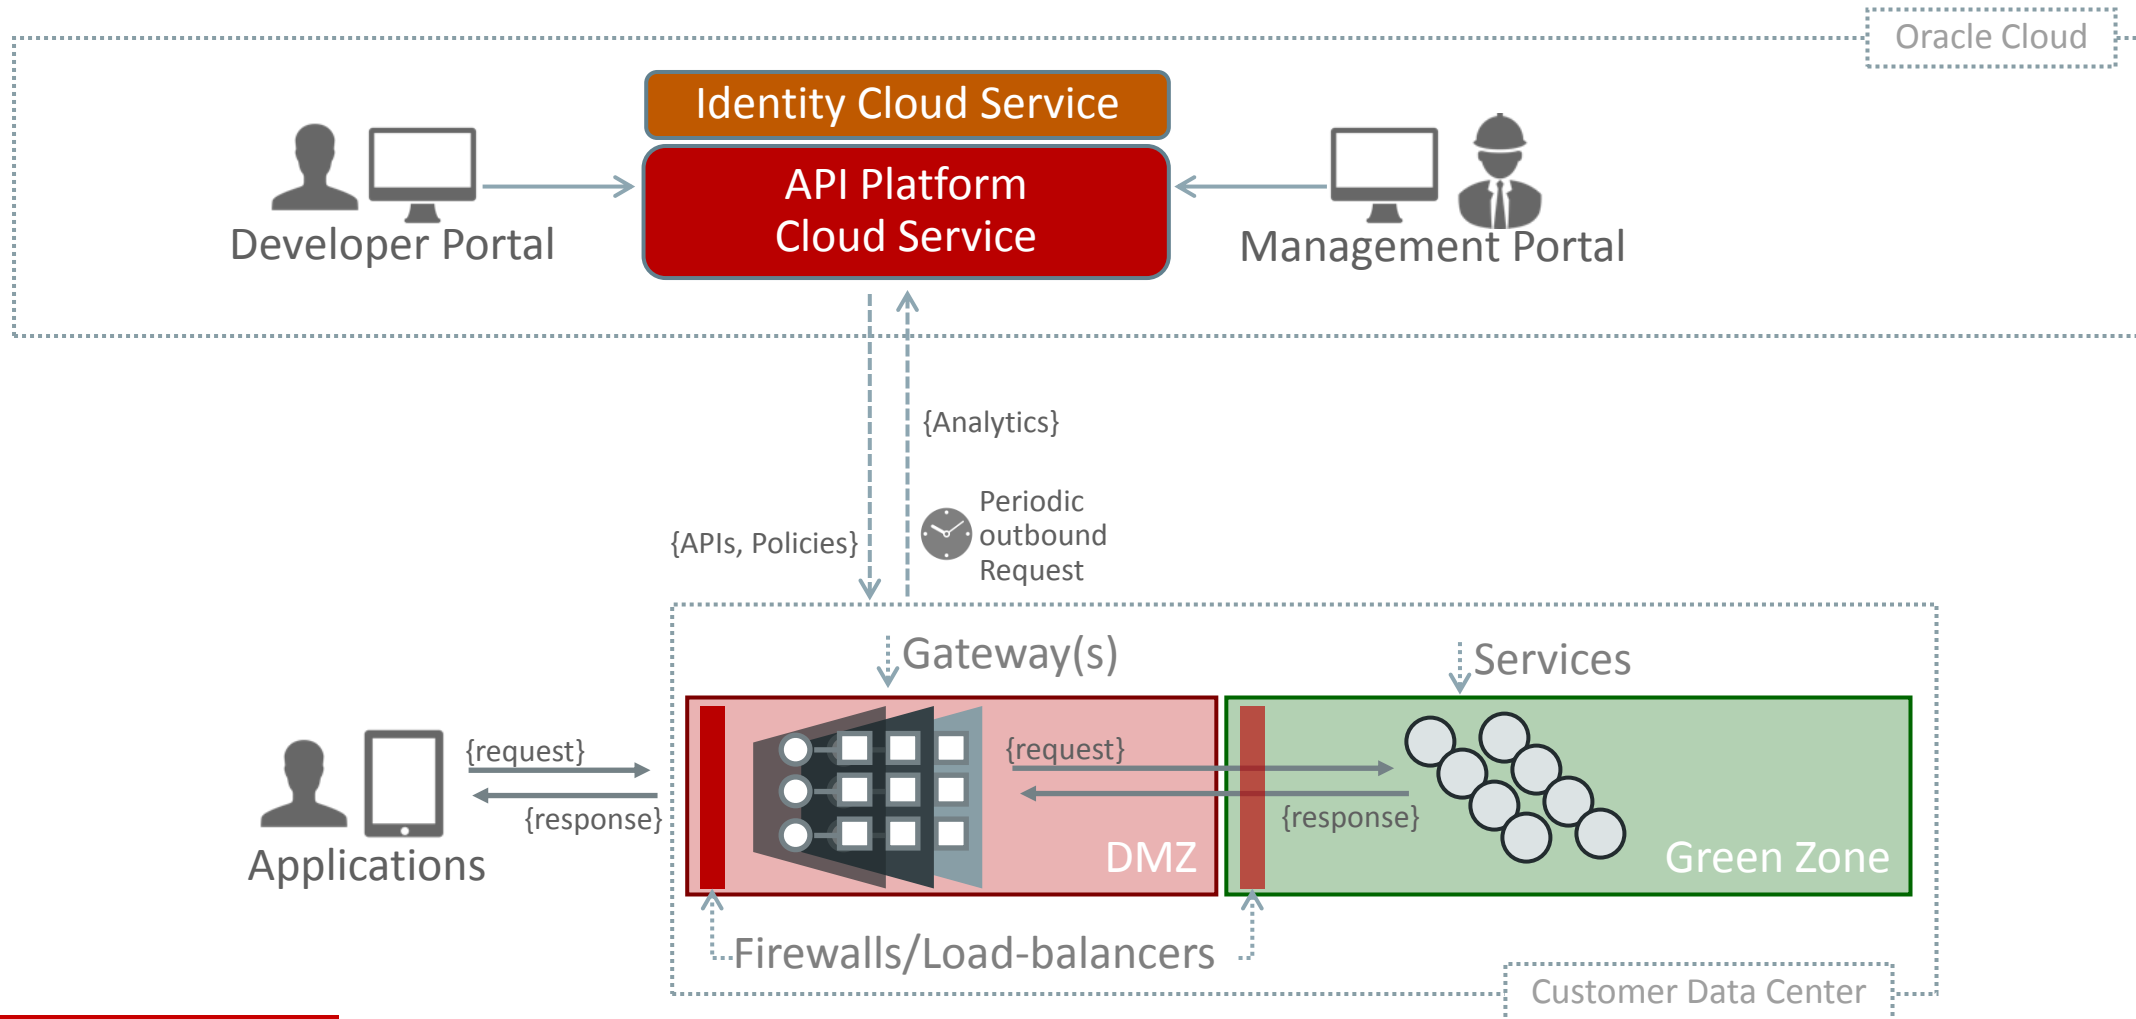 Oracle Cloud
Identity Cloud Service
API Platform
Cloud Service
Developer Portal
Management Portal
{Analytics}
Periodic
outbound
Request
{APIs, Policies}
Gateway(s)
Services
{request}
{response}
Applications
{request}
{response}
DMZ
Green Zone
Firewalls/Load-balancers
Customer Data Center